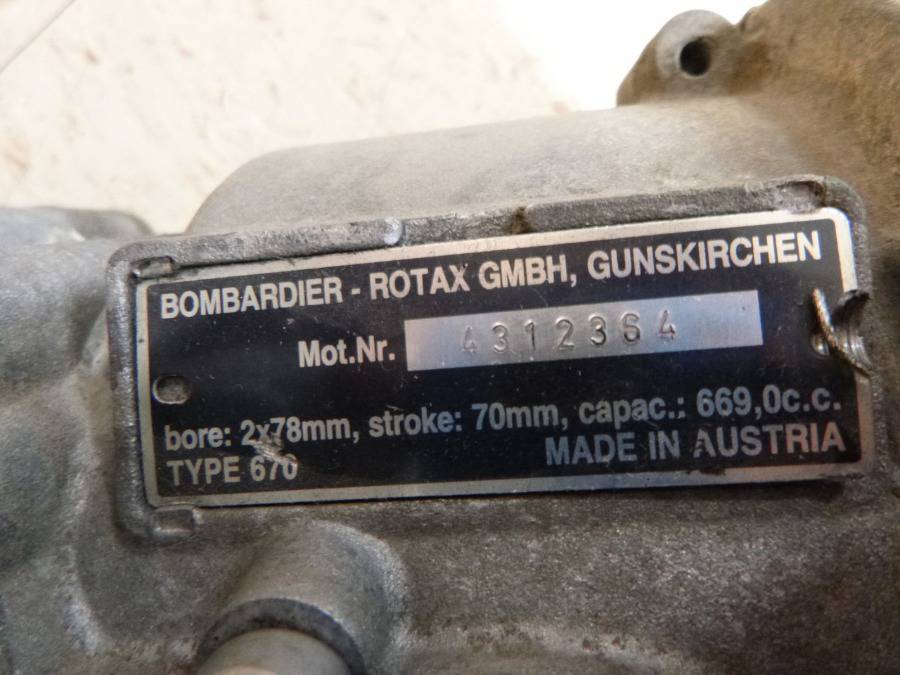 BOMBARDIER - ROTAX GMBH, GUNSKIRCHEN
Mot.Nr. 4312364
bore: 2x78mm, stroke: 70mm, capac.: 669,0c.c.
TYPE 670 MADE IN AUSTRIA